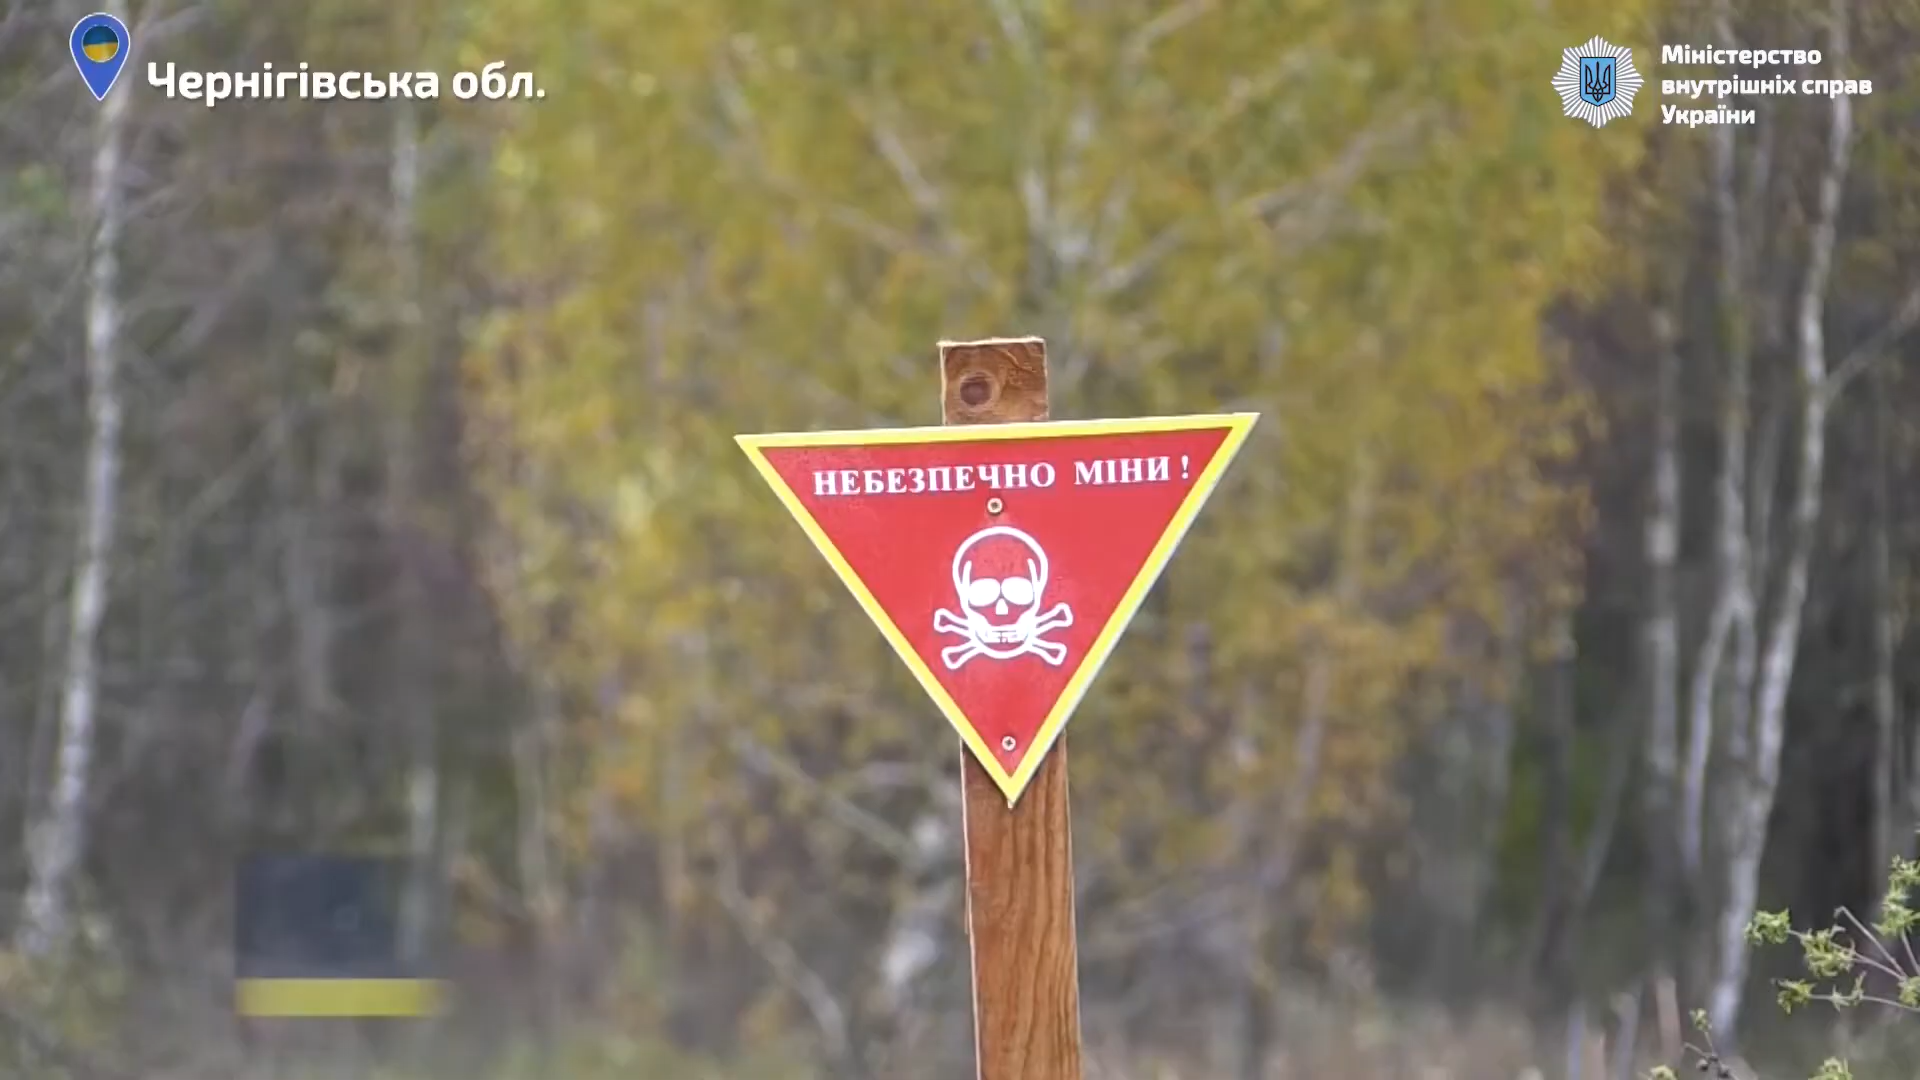 Чернігівська обл.
Міністерство
внутрішніх справ
України
НЕБЕЗПЕЧНО МІНИ !